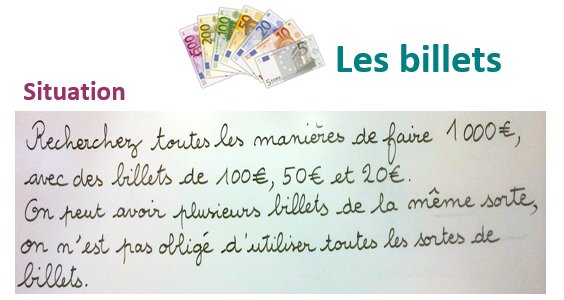 500 200 100 50 20 10 5
Les billets
Situation
Recherchez toutes les manières de faire 1000€,
avec des billets de 100€, 50€ et 20€.
On peut avoir plusieurs billets de la même sorte,
on n'est pas obligé d'utiliser toutes les sortes de
billets.